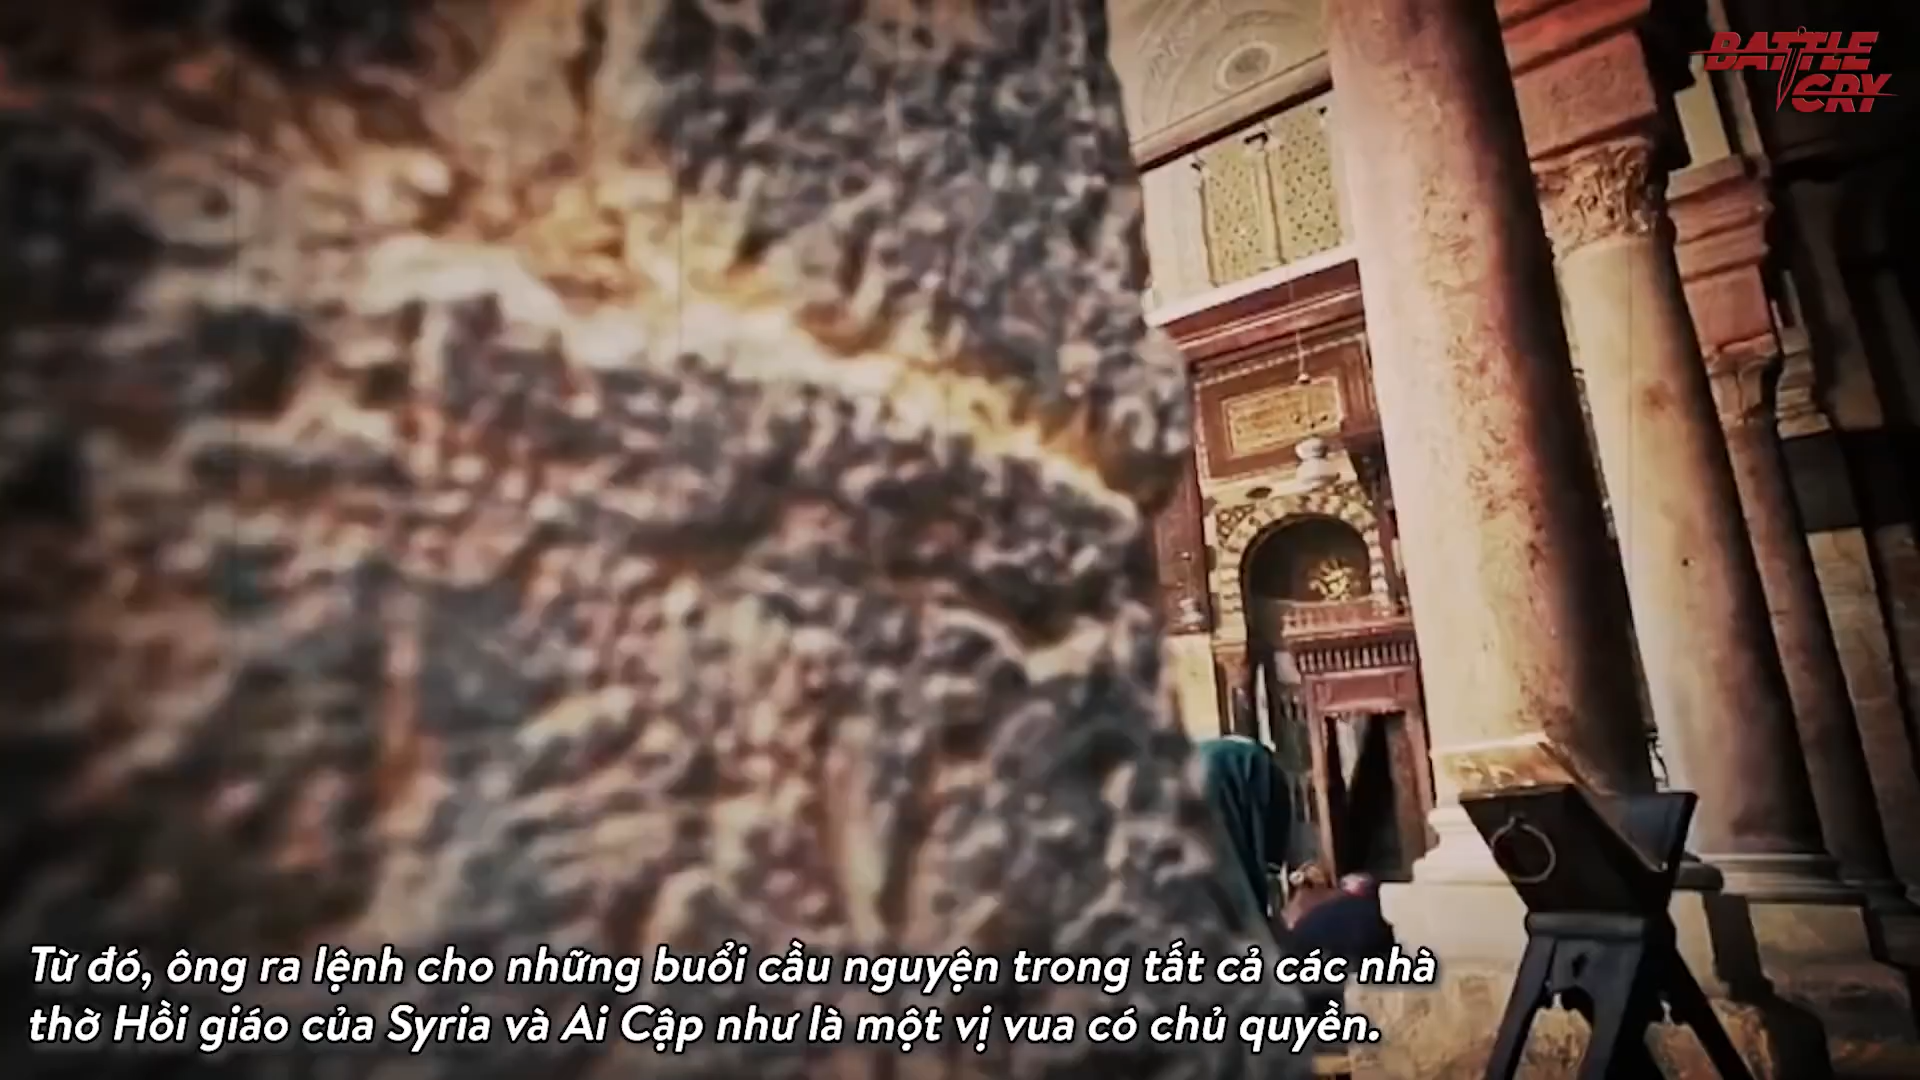 BATTLE
CRY
Từ đó, ông ra lệnh cho những buổi cầu nguyện trong tất cả các nhà
thờ Hồi giáo của Syria và Ai Cập như là một vị vua có chủ quyền.